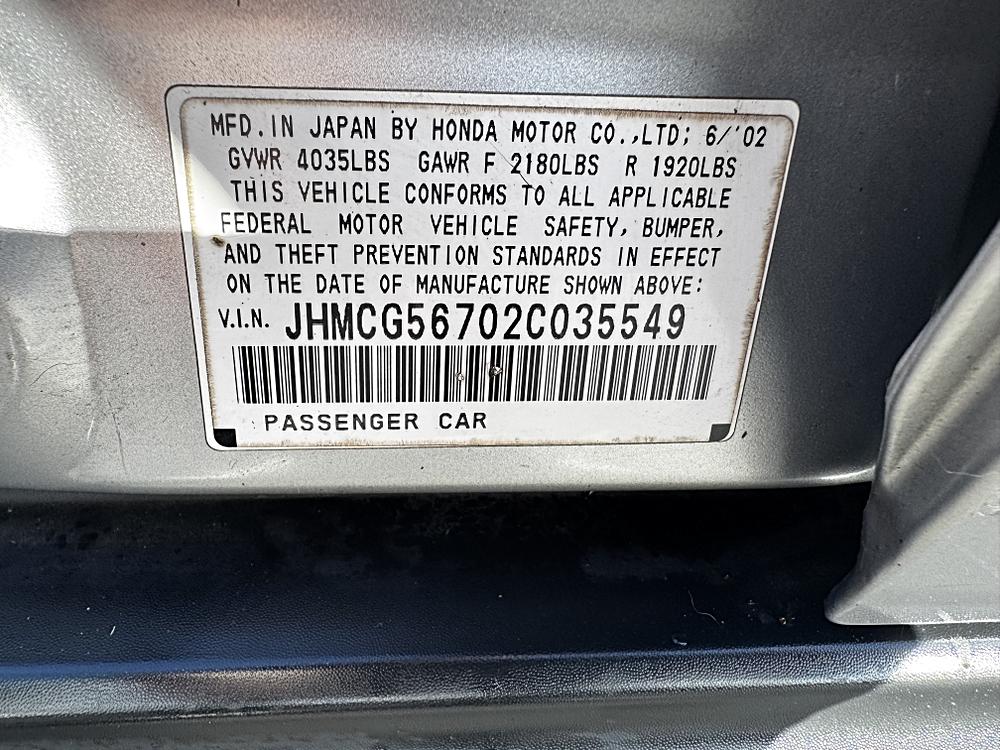 MFD. IN JAPAN BY HONDA MOTOR CO.,LTD; 6/'02
GVWR 4035LBS GAWR F 2180LBS R 1920LBS
THIS VEHICLE CONFORMS TO ALL APPLICABLE
FEDERAL MOTOR VEHICLE SAFETY, BUMPER,
AND THEFT PREVENTION STANDARDS IN EFFECT
ON THE DATE OF MANUFACTURE SHOWN ABOVE:
V.I.N. JHMCG56702C035549
PASSENGER CAR